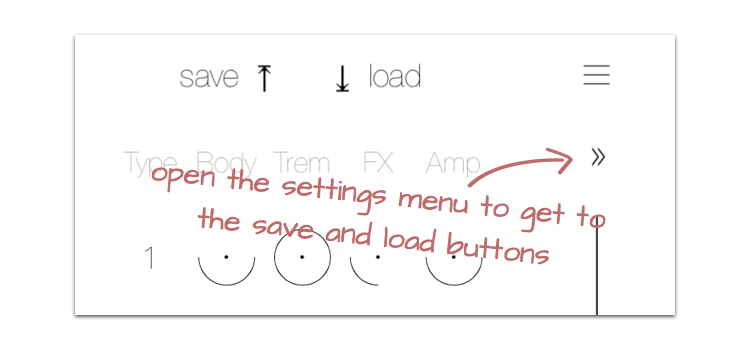 save load
Type Body Trem FX Amp
open the settings menu to get to
the save and load buttons
1